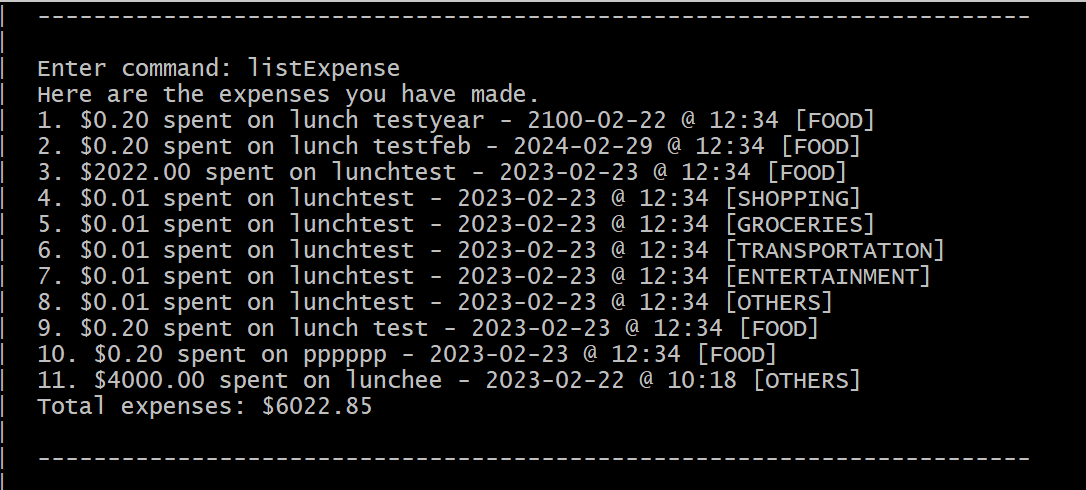 --------------------------------------------------------------------------
Enter command: listExpense
Here are the expenses you have made.
1. $0.20 spent on lunch testyear - 2100-02-22 @ 12:34 [FOOD]
2. $0.20 spent on lunch testfeb - 2024-02-29 @ 12:34 [FOOD]
3. $2022.00 spent on lunchtest - 2023-02-23 @ 12:34 [FOOD]
4. $0.01 spent on lunchtest - 2023-02-23 @ 12:34 [SHOPPING]
5. $0.01 spent on lunchtest - 2023-02-23 @ 12:34 [GROCERIES]
6. $0.01 spent on lunchtest - 2023-02-23 @ 12:34 [TRANSPORTATION]
7. $0.01 spent on lunchtest - 2023-02-23 @ 12:34 [ENTERTAINMENT]
8. $0.01 spent on lunchtest - 2023-02-23 @ 12:34 [OTHERS]
9. $0.20 spent on lunch test - 2023-02-23 @ 12:34 [FOOD]
10. $0.20 spent on pppppp - 2023-02-23 @ 12:34 [FOOD]
11. $4000.00 spent on lunchee - 2023-02-22 @ 10:18 [OTHERS]
Total expenses: $6022.85
--------------------------------------------------------------------------